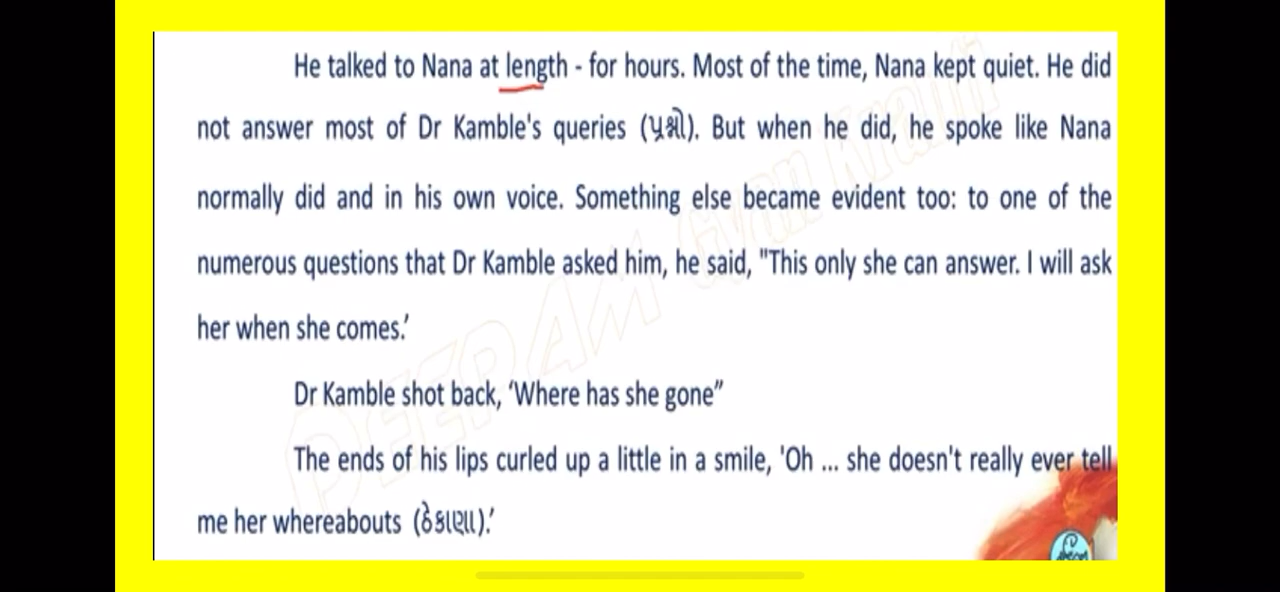 He talked to Nana at length - for hours. Most of the time, Nana kept quiet. He did
not answer most of Dr Kamble's queries (પ્રશ્નો). But when he did, he spoke like Nana
normally did and in his own voice. Something else became evident too: to one of the
numerous questions that Dr Kamble asked him, he said, "This only she can answer. I will ask
her when she comes.'
Dr Kamble shot back, 'Where has she gone"
The ends of his lips curled up a little in a smile, 'Oh ... she doesn't really ever tell
me her whereabouts (ઠેકાણા).'
DEEPAM Gyan Kranti